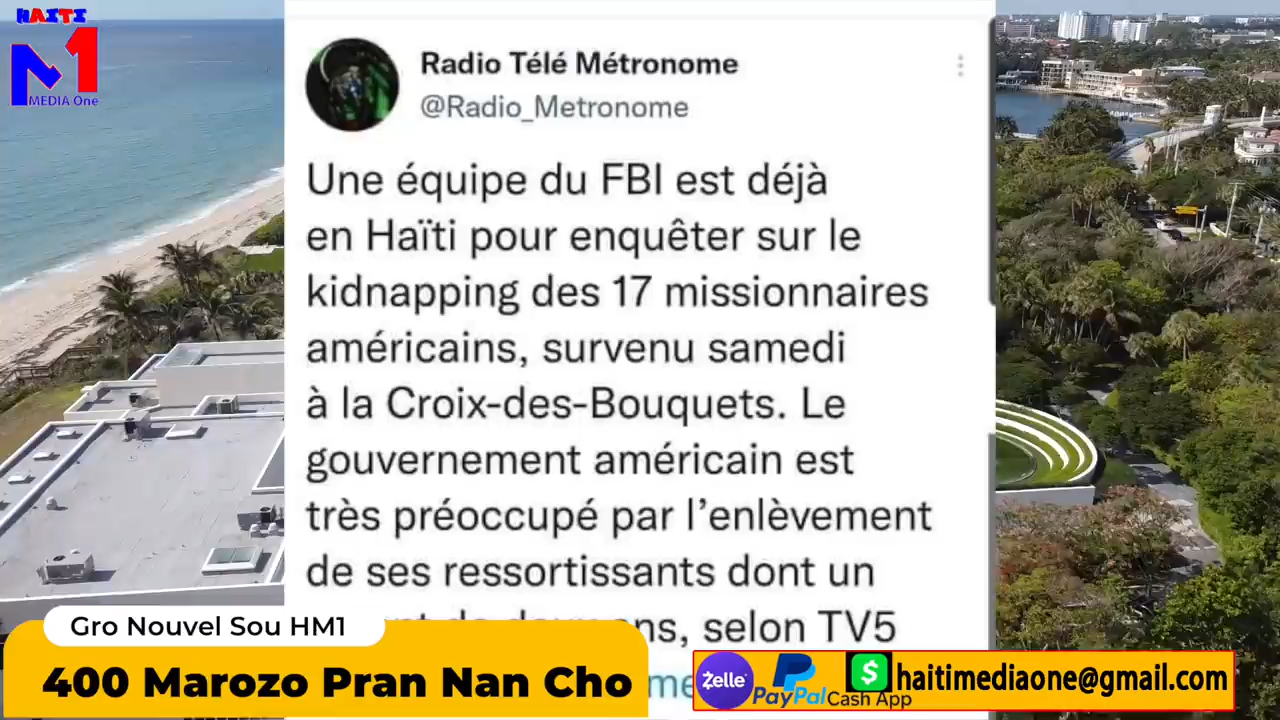 HAITI
M1
MEDIA One
Radio Télé Métronome
@Radio_Metronome
Une équipe du FBI est déjà
en Haïti pour enquêter sur le
kidnapping des 17 missionnaires
américains, survenu samedi
à la Croix-des-Bouquets. Le
gouvernement américain est
très préoccupé par l'enlèvement
de ses ressortissants dont un
selon TV5
Gro Nouvel Sou HM1
400 Marozo Pran Nan Cho
Zelle
PayPal
$
Cash App
haitimediaone@gmail.com